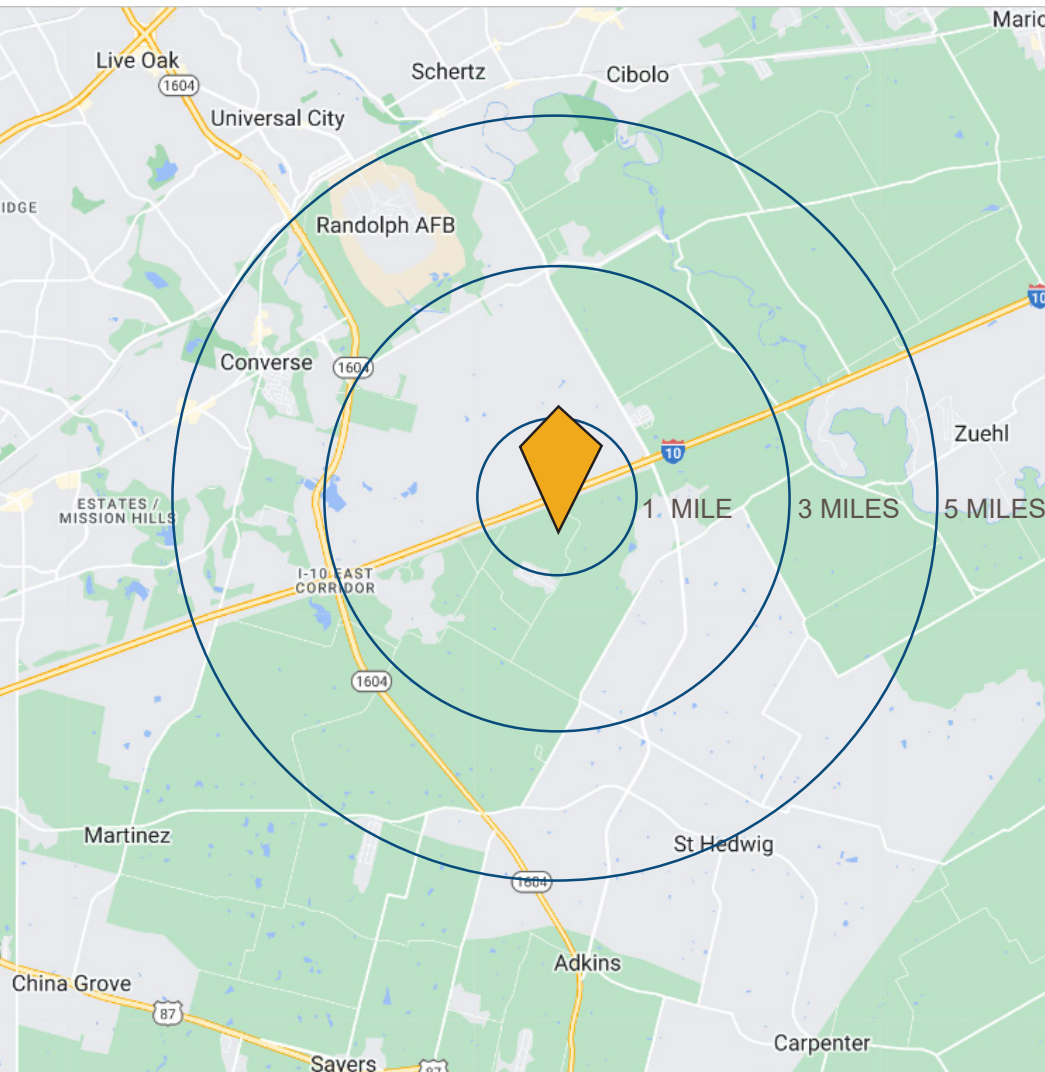 Mario
Live Oak
Schertz
Cibolo
1604
Universal City
IDGE
Randolph AFB
10
Converse
1604
Zuehl
10
ESTATES /
MISSION HILLS
1 MILE
3 MILES
5 MILES
I-10 EAST
CORRIDOR
1604
Martinez
St Hedwig
1604
Adkins
China Grove
87
Carpenter
Sayers
87